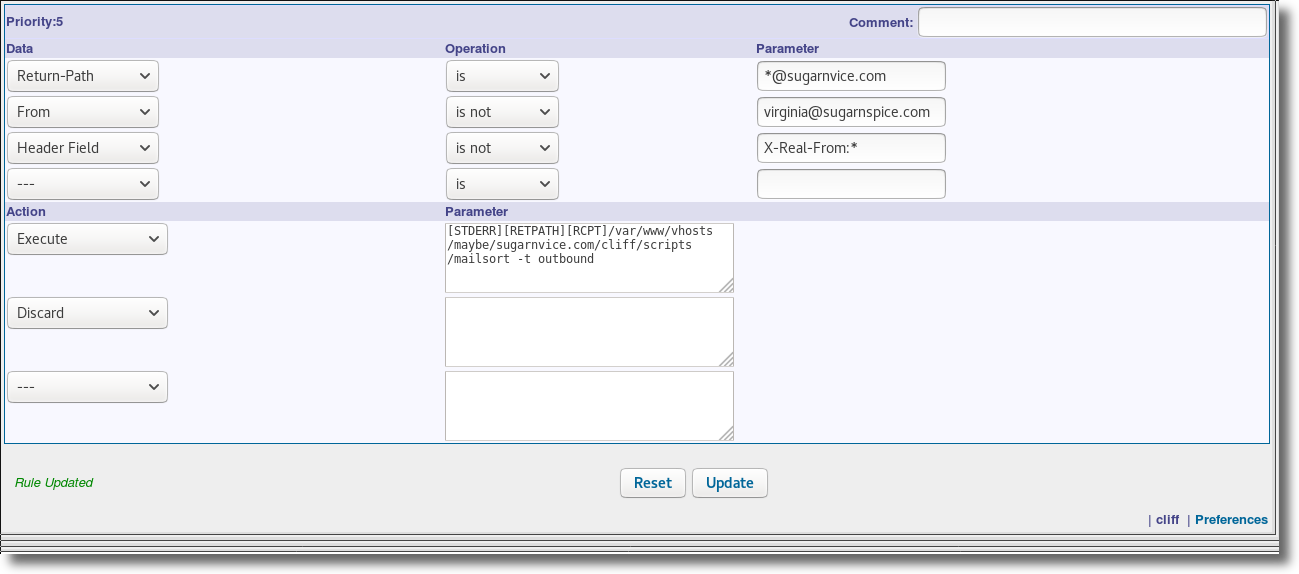 Priority:5 Comment:
Data Operation Parameter
Return-Path is *@sugarnvice.com
From is not virginia@sugarnspice.com
Header Field is not X-Real-From:*
--- is
Action Parameter
Execute [STDERR][RETPATH][RCPT]/var/www/vhosts
/maybe/sugarnvice.com/cliff/scripts
/mailsort -t outbound
Discard
---
Rule Updated Reset Update
| cliff | Preferences